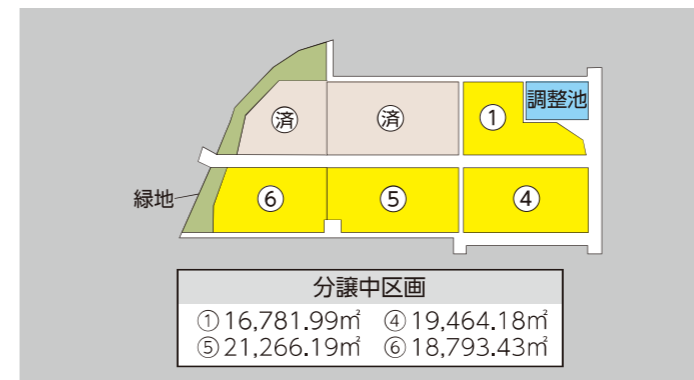 調整池
済
済
①
緑地
⑥
⑤
④
分譲中区画
①16,781.99㎡ ④19,464.18㎡
⑤21,266.19㎡ ⑥18,793.43㎡